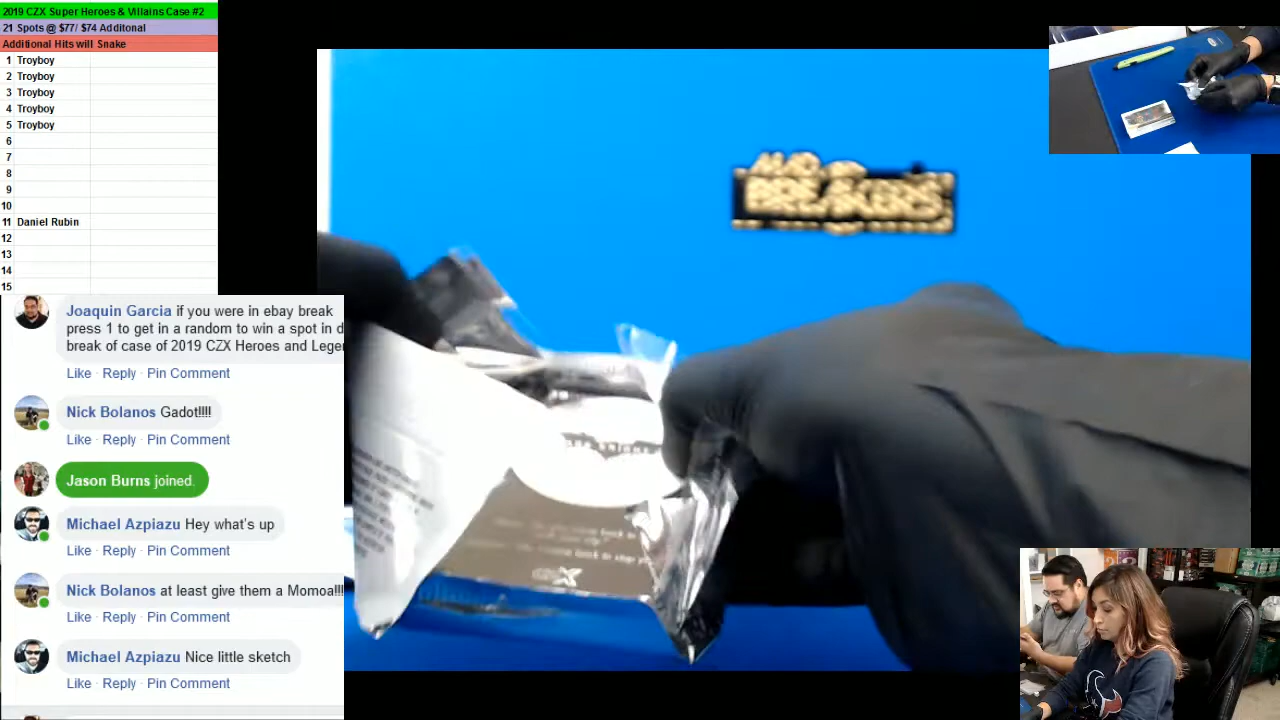 2019 CZX Super Heroes & Villains Case #2
21 Spots @ $77/ $74 Additonal
Additional Hits will Snake
1 Troyboy
2 Troyboy
3 Troyboy
4 Troyboy
5 Troyboy
6
7
8
9
10
11 Daniel Rubin
12
13
14
15
Joaquin Garcia if you were in ebay break
press 1 to get in a random to win a spot in d
break of case of 2019 CZX Heroes and Leger
Like · Reply · Pin Comment
Nick Bolanos Gadot!!!!
Like · Reply · Pin Comment
Jason Burns joined.
Michael Azpiazu Hey what's up
Like · Reply · Pin Comment
Nick Bolanos at least give them a Momoa!!!
Like · Reply · Pin Comment
Michael Azpiazu Nice little sketch
Like · Reply · Pin Comment
BREAKERS
CZX